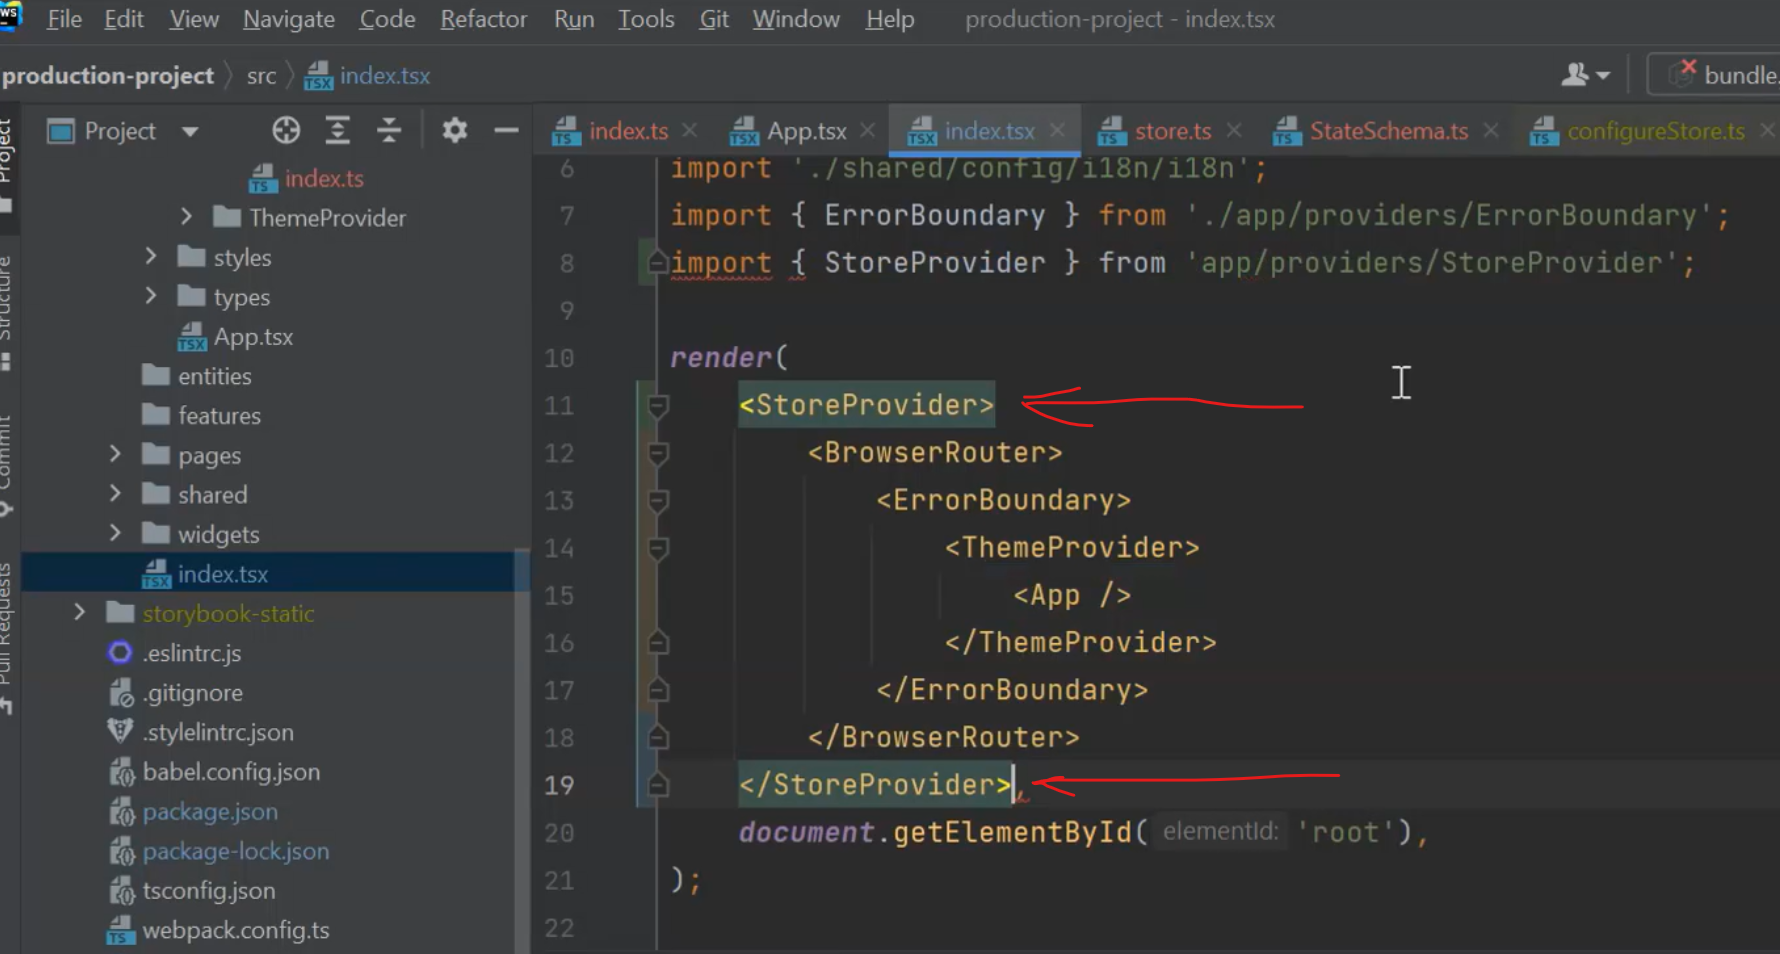 WS File Edit View Navigate Code Refactor Run Tools Git Window Help production-project - index.tsx
production-project src index.tsx bundle.
Project index.ts App.tsx index.tsx store.ts StateSchema.ts configureStore.ts
Project
Structure
Commit
Pull Requests
index.ts
ThemeProvider
styles
types
App.tsx
entities
features
pages
shared
widgets
index.tsx
storybook-static
.eslintrc.js
.gitignore
.stylelintrc.json
babel.config.json
package.json
package-lock.json
tsconfig.json
webpack.config.ts
6 import './shared/config/i18n/i18n';
7 import { ErrorBoundary } from './app/providers/ErrorBoundary';
8 import { StoreProvider } from 'app/providers/StoreProvider';
9
10 render(
11 <StoreProvider>
12 <BrowserRouter>
13 <ErrorBoundary>
14 <ThemeProvider>
15 <App />
16 </ThemeProvider>
17 </ErrorBoundary>
18 </BrowserRouter>
19 </StoreProvider>,
20 document.getElementById( elementId: 'root'),
21 );
22